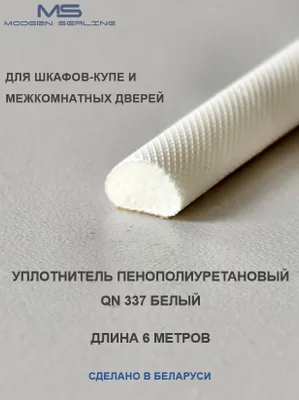 MS
MODERN SEALING
ДЛЯ ШКАФОВ-КУПЕ И
МЕЖКОМНАТНЫХ ДВЕРЕЙ
УПЛОТНИТЕЛЬ ПЕНОПОЛИУРЕТАНОВЫЙ
QN 337 БЕЛЫЙ
ДЛИНА 6 МЕТРОВ
СДЕЛАНО В БЕЛАРУСИ